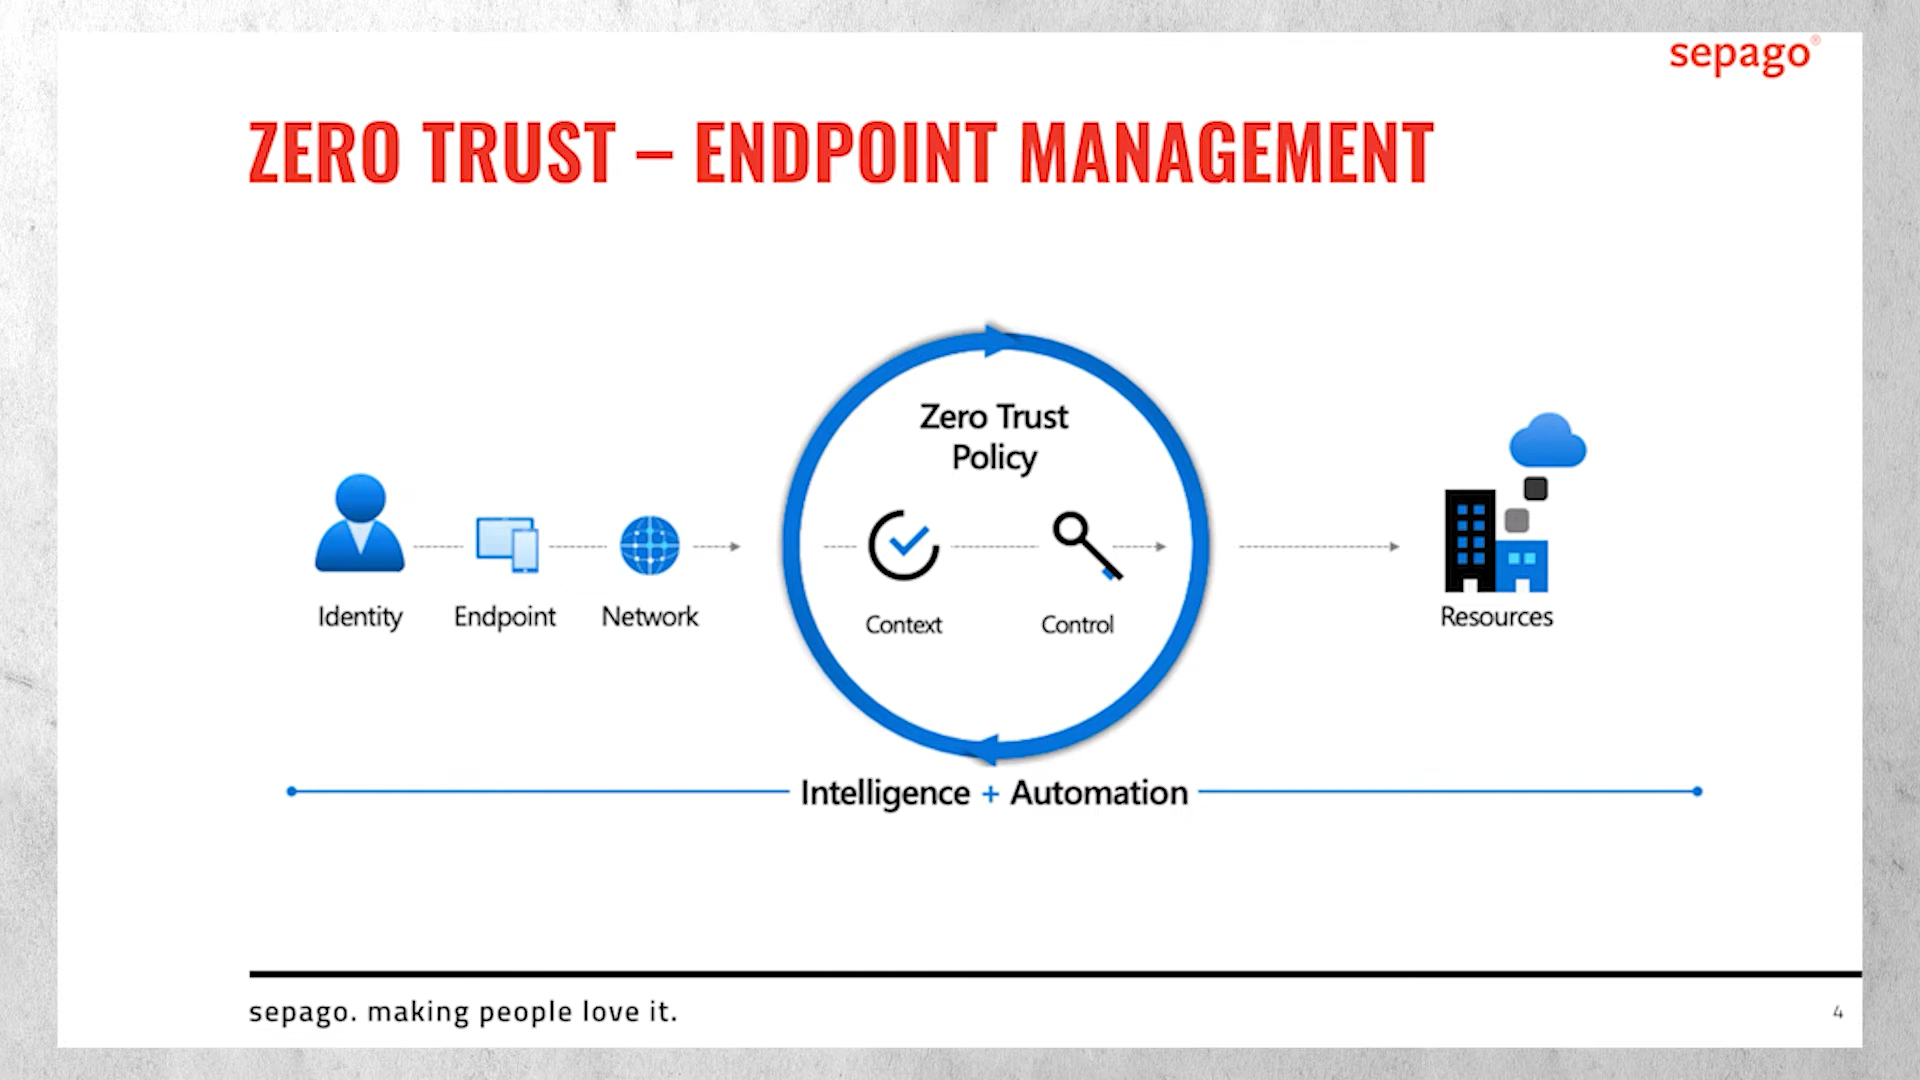 sepago®
ZERO TRUST – ENDPOINT MANAGEMENT
Zero Trust
Policy
Identity
Endpoint
Network
Context
Control
Resources
Intelligence + Automation
sepago. making people love it.
4